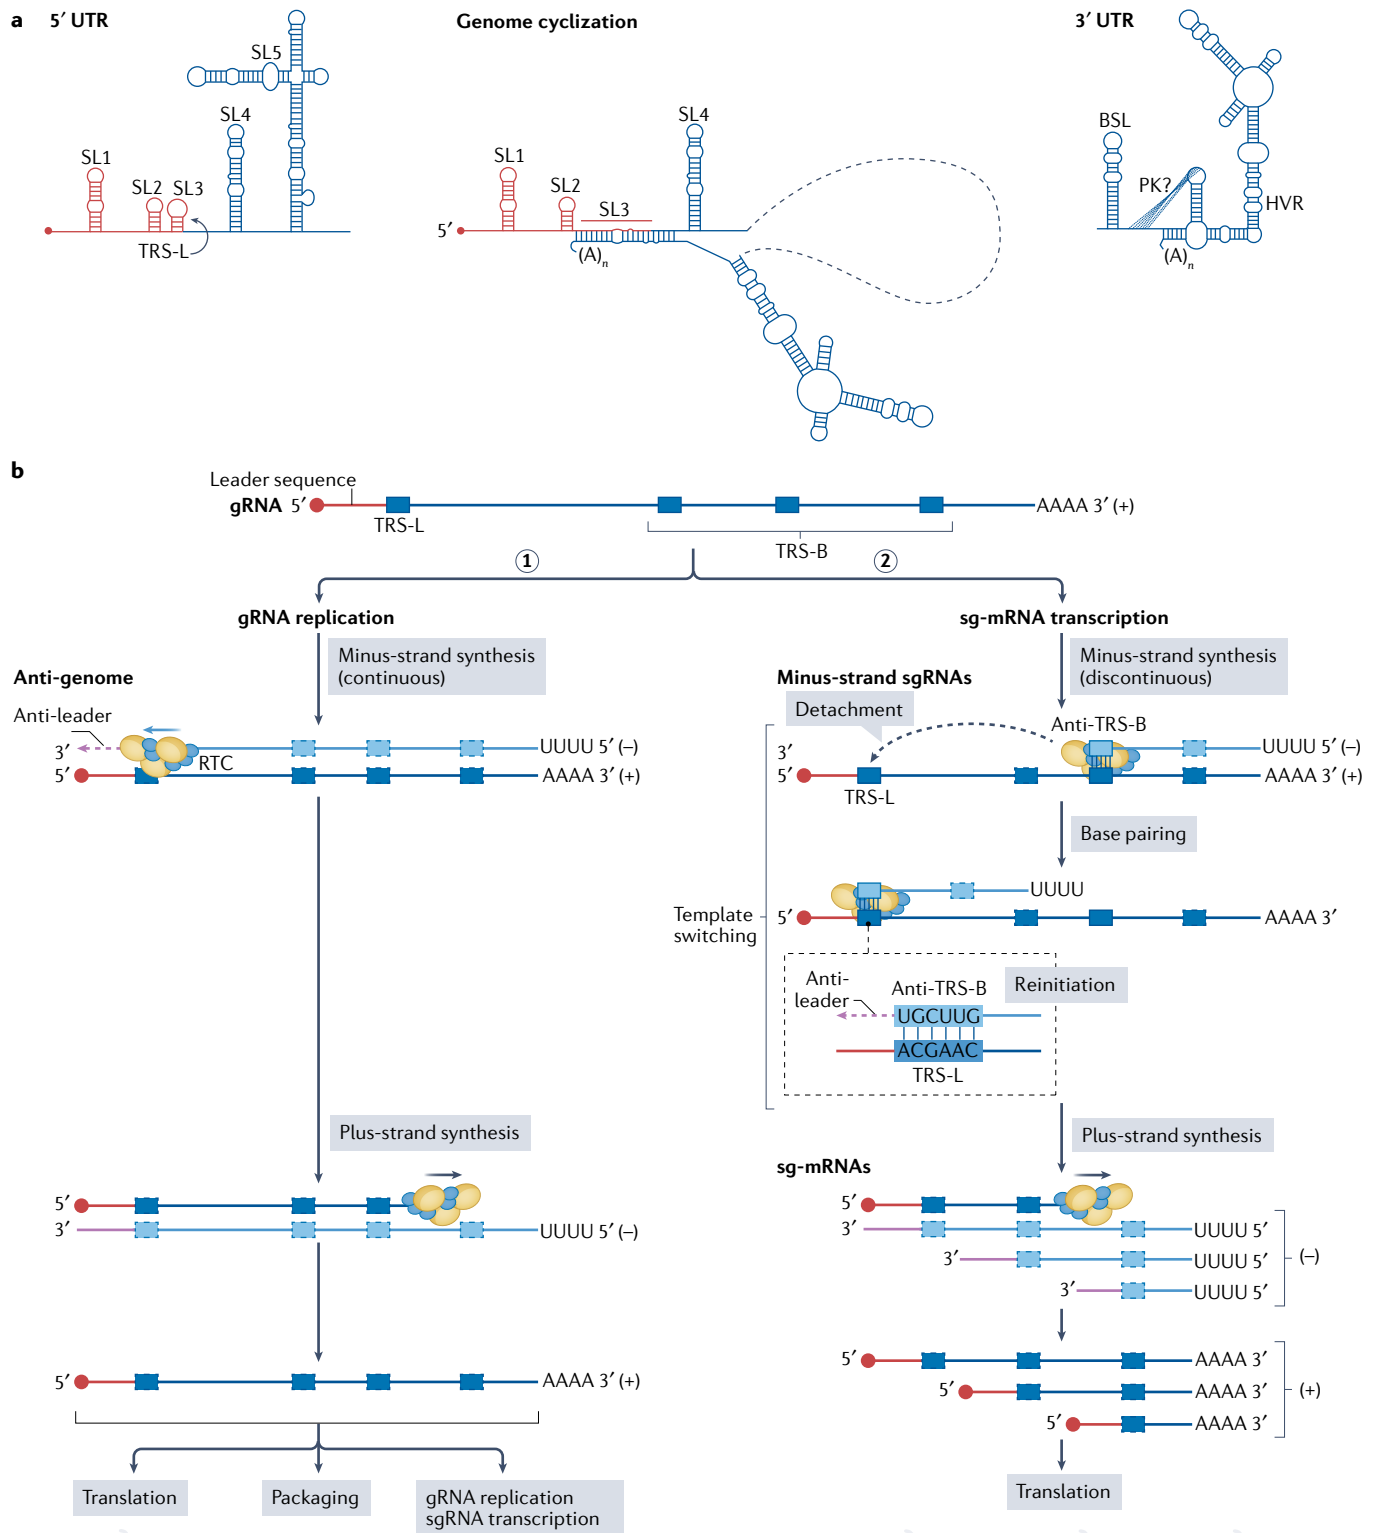 a
5′ UTR
Genome cyclization
3′ UTR
SL5
SL4
SL1
SL2
SL3
TRS-L
SL4
SL1
SL2
SL3
5′
(A)n
BSL
PK?
HVR
(A)n
b
Leader sequence
gRNA 5′
AAAA 3′ (+)
TRS-L
TRS-B
1
2
gRNA replication
sg-mRNA transcription
Minus-strand synthesis
(continuous)
Minus-strand synthesis
(discontinuous)
Anti-genome
Anti-leader
3′
UUUU 5′ (–)
RTC
5′
AAAA 3′ (+)
Minus-strand sgRNAs
Detachment
Anti-TRS-B
3′
UUUU 5′ (–)
5′
AAAA 3′ (+)
TRS-L
Base pairing
UUUU
5′
AAAA 3′
Template
switching
Anti-
leader
Anti-TRS-B
Reinitiation
UGCUUG
ACGAAC
TRS-L
Plus-strand synthesis
5′
3′
UUUU 5′ (–)
5′
AAAA 3′ (+)
Translation
Packaging
gRNA replication
sgRNA transcription
Plus-strand synthesis
sg-mRNAs
5′
3′
UUUU 5′
3′
UUUU 5′
(–)
3′
UUUU 5′
5′
AAAA 3′
5′
AAAA 3′
(+)
5′
AAAA 3′
Translation